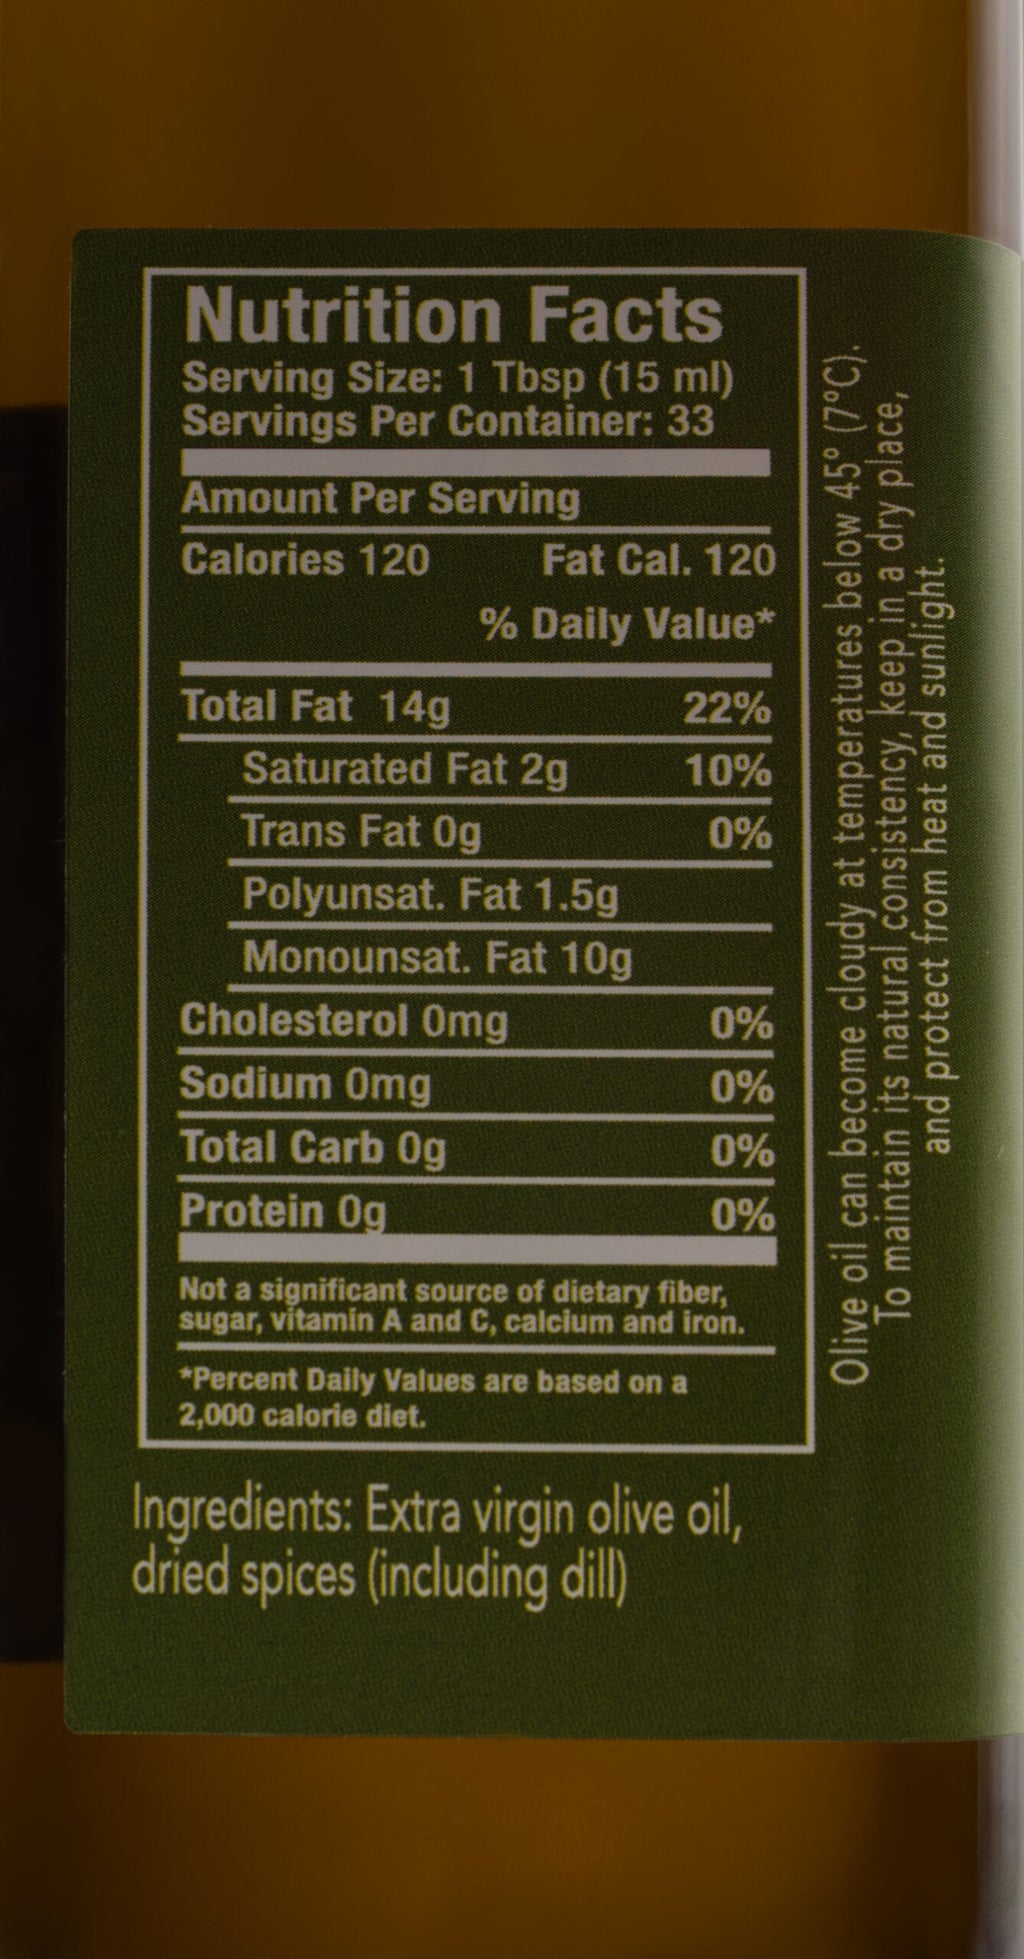 Nutrition Facts
Serving Size: 1 Tbsp (15 ml)
Servings Per Container: 33
Amount Per Serving
Calories 120 Fat Cal. 120
% Daily Value*
Total Fat 14g 22%
Saturated Fat 2g 10%
Trans Fat 0g 0%
Polyunsat. Fat 1.5g
Monounsat. Fat 10g
Cholesterol 0mg 0%
Sodium 0mg 0%
Total Carb 0g 0%
Protein 0g 0%
Not a significant source of dietary fiber,
sugar, vitamin A and C, calcium and iron.
*Percent Daily Values are based on a
2,000 calorie diet.
Ingredients: Extra virgin olive oil,
dried spices (including dill)
Olive oil can become cloudy at temperatures below 45° (7°C).
To maintain its natural consistency, keep in a dry place,
and protect from heat and sunlight.